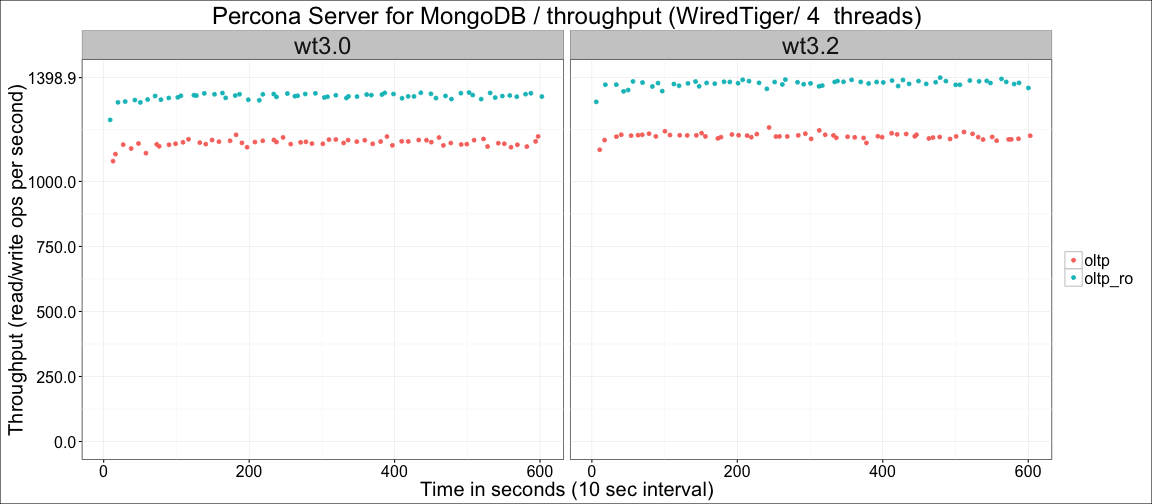 Percona Server for MongoDB / throughput (WiredTiger/ 4  threads)
wt3.0
wt3.2
Throughput (read/write ops per second)
1398.9
1000.0
750.0
500.0
250.0
0.0
oltp
oltp_ro
0 200 400 600
0 200 400 600
Time in seconds (10 sec interval)